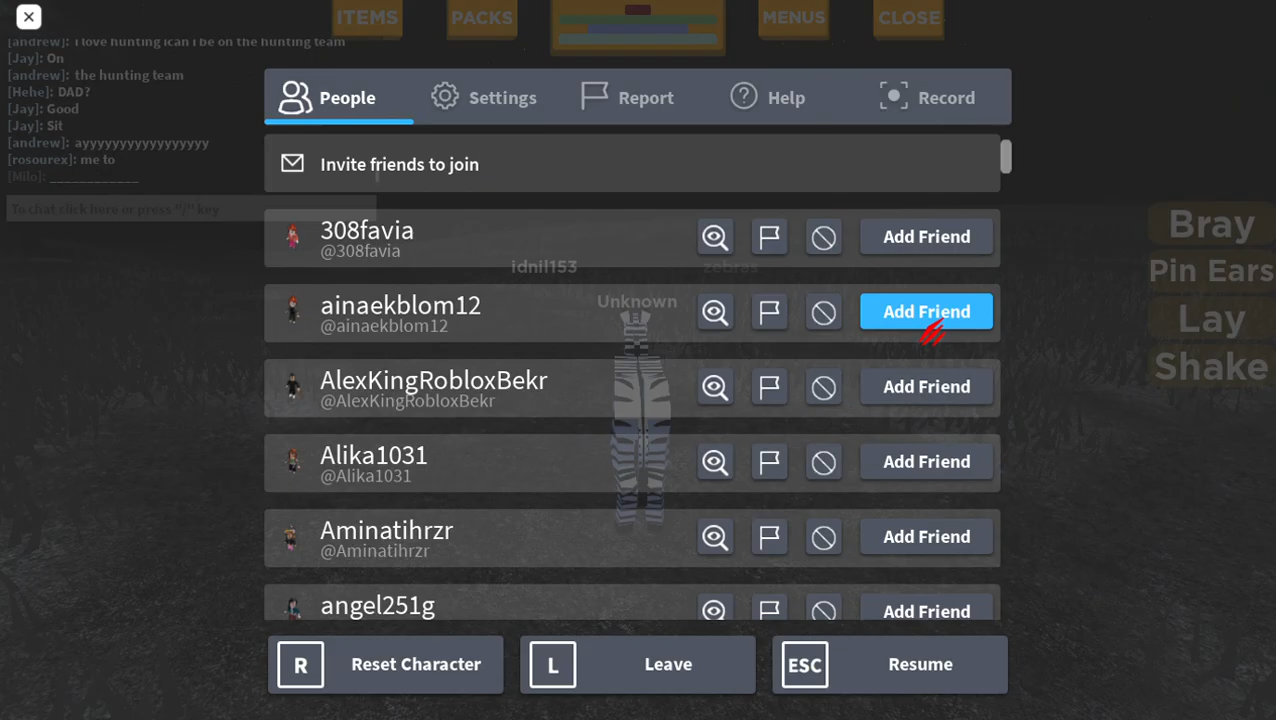 ITEMS
PACKS
MENUS
CLOSE
[andrew]: I love hunting ican i be on the hunting team
[Jay]: On
[andrew]: the hunting team
[Hehe]: DAD?
[Jay]: Good
[Jay]: Sit
[andrew]: ayyyyyyyyyyyyyyyyy
[rosourex]: me to
[Milo]: _____________
To chat click here or press "/" key
People
Settings
Report
Help
Record
Invite friends to join
308favia
@308favia
Add Friend
idnil153
zebras
Unknown
ainaekblom12
@ainaekblom12
Add Friend
AlexKingRobloxBekr
@AlexKingRobloxBekr
Add Friend
Alika1031
@Alika1031
Add Friend
Aminatihrzr
@Aminatihrzr
Add Friend
angel251g
Add Friend
Bray
Pin Ears
Lay
Shake
R Reset Character
L Leave
ESC Resume